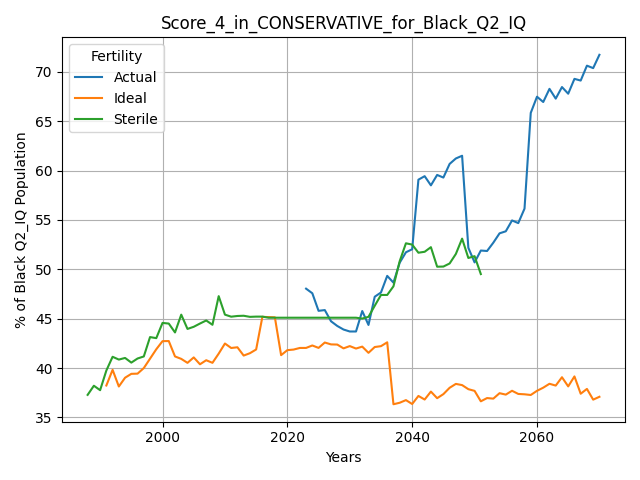 Score_4_in_CONSERVATIVE_for_Black_Q2_IQ
Fertility
Actual
Ideal
Sterile
% of Black Q2_IQ Population
70
65
60
55
50
45
40
35
2000
2020
2040
2060
Years